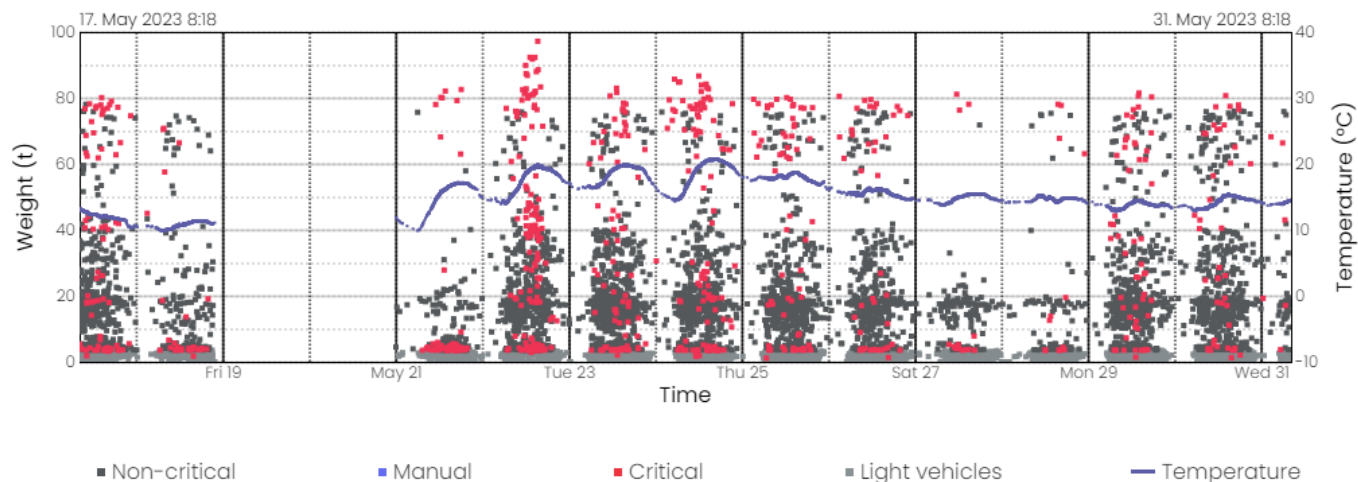 17. May 2023 8:18
31. May 2023 8:18
100
80
60
40
20
0
Weight (t)
40
30
20
10
0
-10
Temperature (°C)
Fri 19
May 21
Tue 23
Thu 25
Sat 27
Mon 29
Wed 31
Time
Non-critical
Manual
Critical
Light vehicles
Temperature